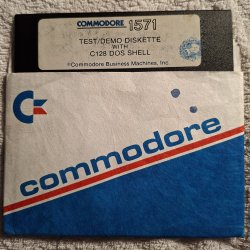 COMMODORE 1571
TEST/DEMO DISKETTE
WITH
C128 DOS SHELL
©Commodore Business Machines, Inc.
commodore